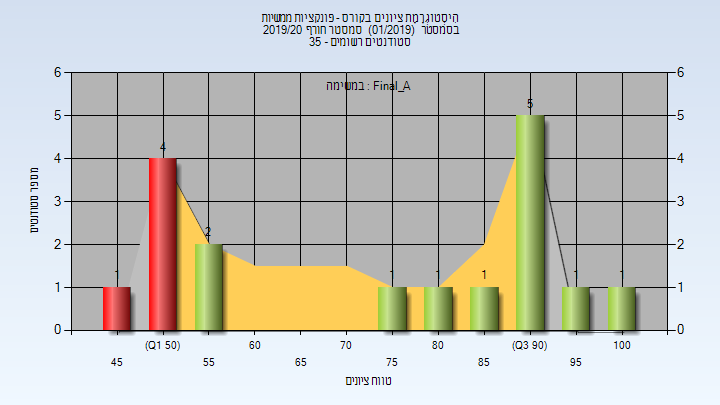 היסטוגרמת ציונים בקורס - פונקציות ממשיות
בסמסטר (01/2019) סמסטר חורף 2019/20
סטודנטים רשומים - 35
במשימה : Final_A
מספר סטודנטים
6 6
5 5
4 4
3 3
2 2
1 1
0 0
1 4 2 1 1 1 5 1 1
(Q1 50) 60 70 80 (Q3 90) 100
45 55 65 75 85 95
טווח ציונים